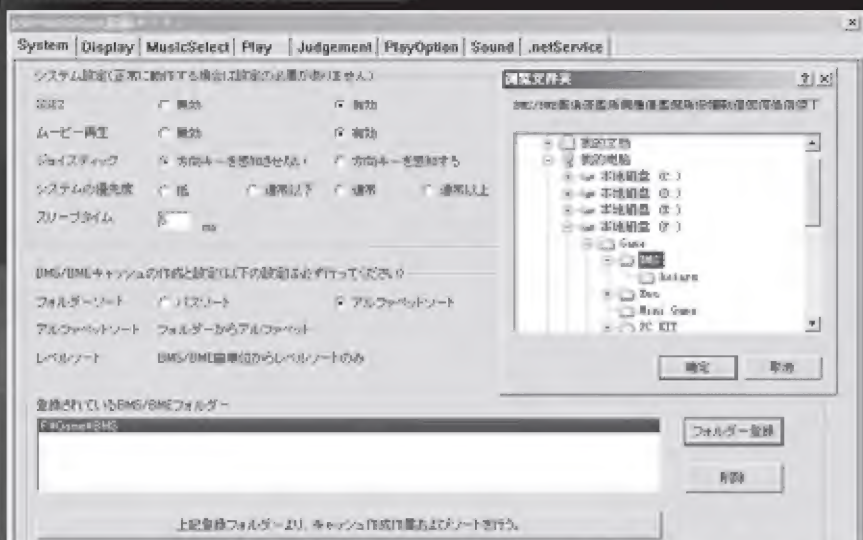 System Display MusicSelect Play Judgement PlayOption Sound .netService
システム設定(正常に動作する場合は設定の必要がありません)
無効 有効
ムービー再生 無効 有効
ジョイスティック 方向キーを感知させない 方向キーを感知する
システムの優先度 低 通常以下 通常 通常以上
スリープタイム ms
BMS/BMEキャッシュの作成と設定(以下の設定は必ず行ってください)
フォルダーソート パスソート アルファベットソート
アルファベットソート フォルダーからアルファベット
レベルソート BMS/BME曲単位からレベルソートのみ
登録されているBMS/BMEフォルダー
F:¥Game¥BMS
フォルダー登録
削除
上記登録フォルダーより、キャッシュ作成作業およびソートを行う。
浏览文件夹
我的文档
我的电脑
本地磁盘 (C:)
本地磁盘 (D:)
本地磁盘 (E:)
本地磁盘 (F:)
Game
BMS
Mini Game
PC KIT
确定 取消